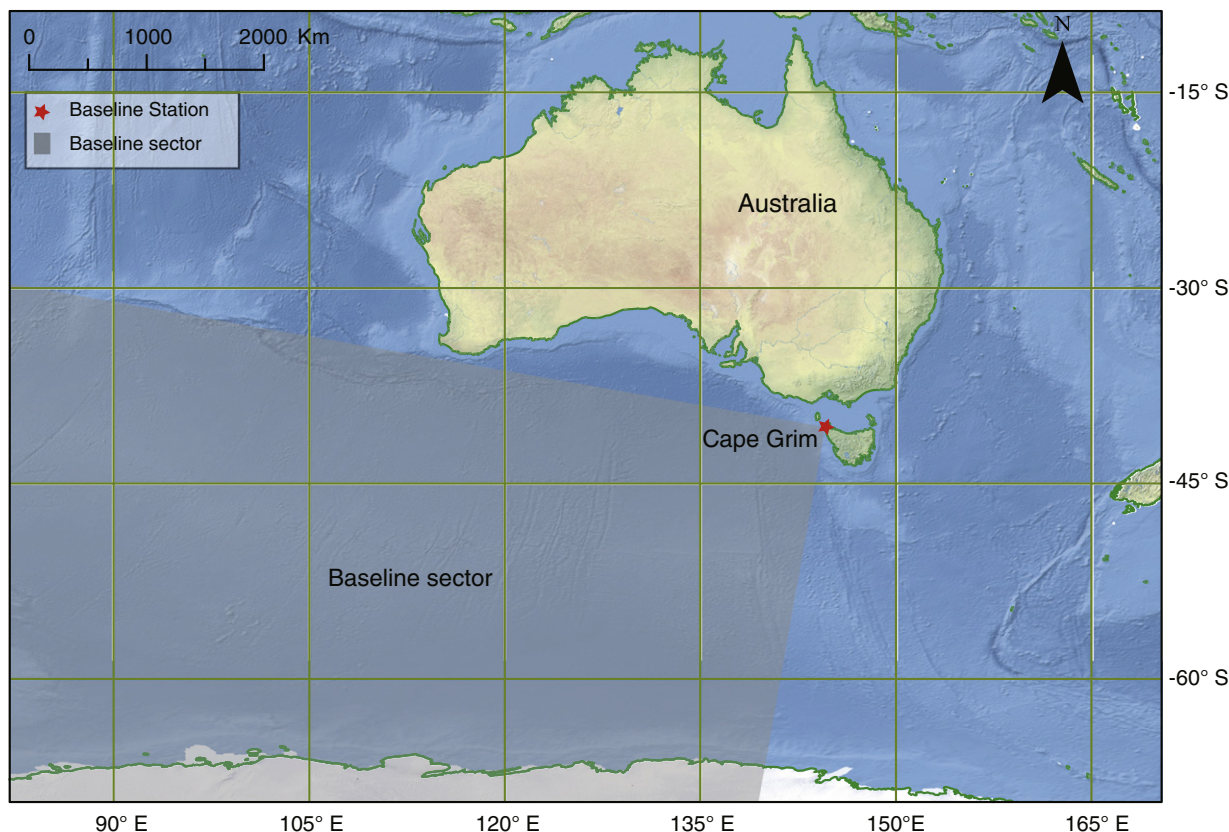 0 1000 2000 Km
N
Baseline Station
Baseline sector
Australia
Cape Grim
Baseline sector
-15° S
-30° S
-45° S
-60° S
90° E 105° E 120° E 135° E 150° E 165° E